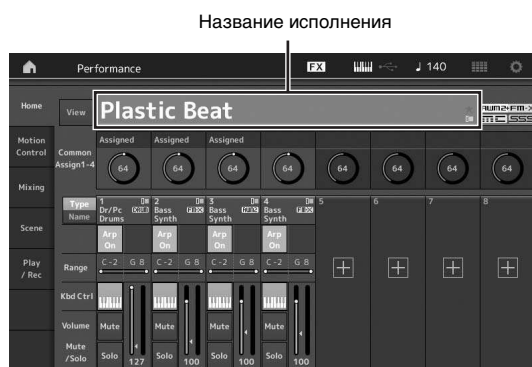 Название исполнения
Performance
FX
140
Home
View
Plastic Beat
Motion Control
Common Assign1-4
Assigned Assigned Assigned
64 64 64 64 64 64 64 64
Mixing
Type
Name
1 Dr/Pc Drums
2 Bass Synth
3 Bass Synth
4 Bass Synth
5 6 7 8
Scene
Arp On Arp On Arp On Arp On
Play / Rec
Range
C -2 G 8 C -2 G 8 C -2 G 8 C -2 G 8
Kbd Ctrl
Volume
Mute Mute Mute Mute
Mute /Solo
Solo 127 Solo 100 Solo 100 Solo 100